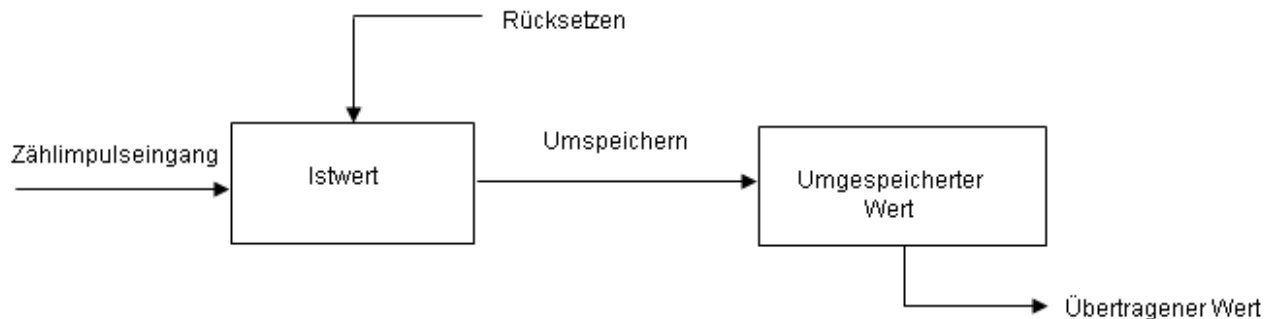 Rücksetzen
Zählimpulseingang
Istwert
Umspeichern
Umgespeicherter
Wert
Übertragener Wert